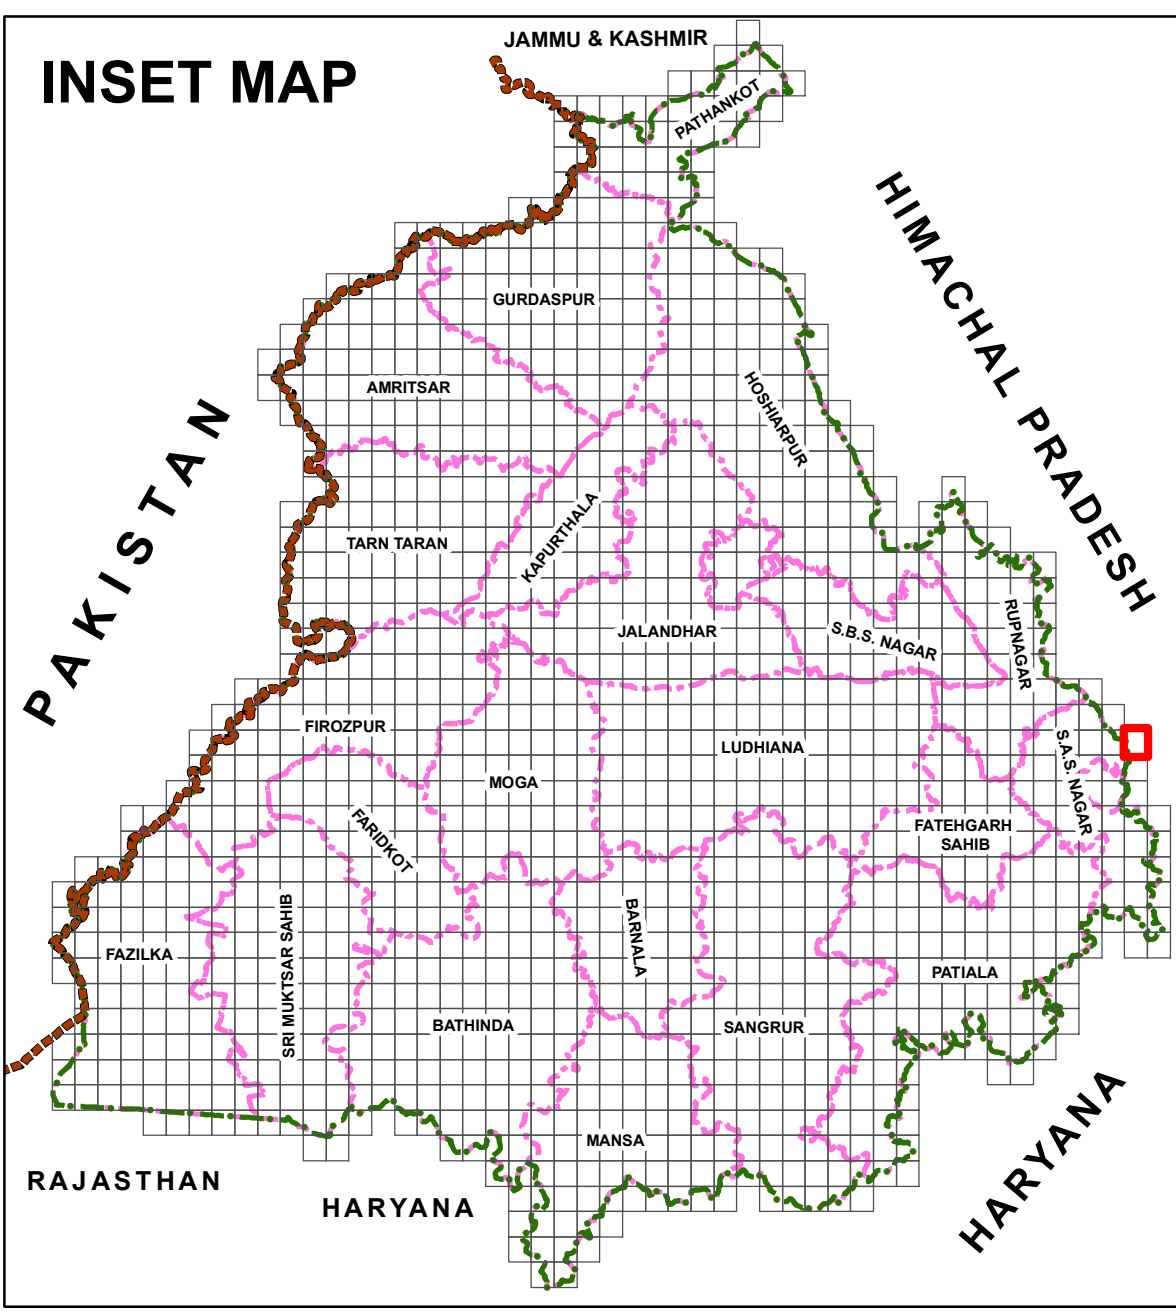 JAMMU & KASHMIR
INSET MAP
PATHANKOT
HIMACHAL PRADESH
GURDASPUR
AMRITSAR
HOSHIARPUR
PAKISTAN
KAPURTHALA
TARN TARAN
JALANDHAR
S.B.S. NAGAR
RUPNAGAR
FIROZPUR
LUDHIANA
S.A.S. NAGAR
MOGA
FARIDKOT
FATEHGARH
SAHIB
BARNALA
SRI MUKTSAR SAHIB
FAZILKA
PATIALA
BATHINDA
SANGRUR
MANSA
HARYANA
RAJASTHAN
HARYANA